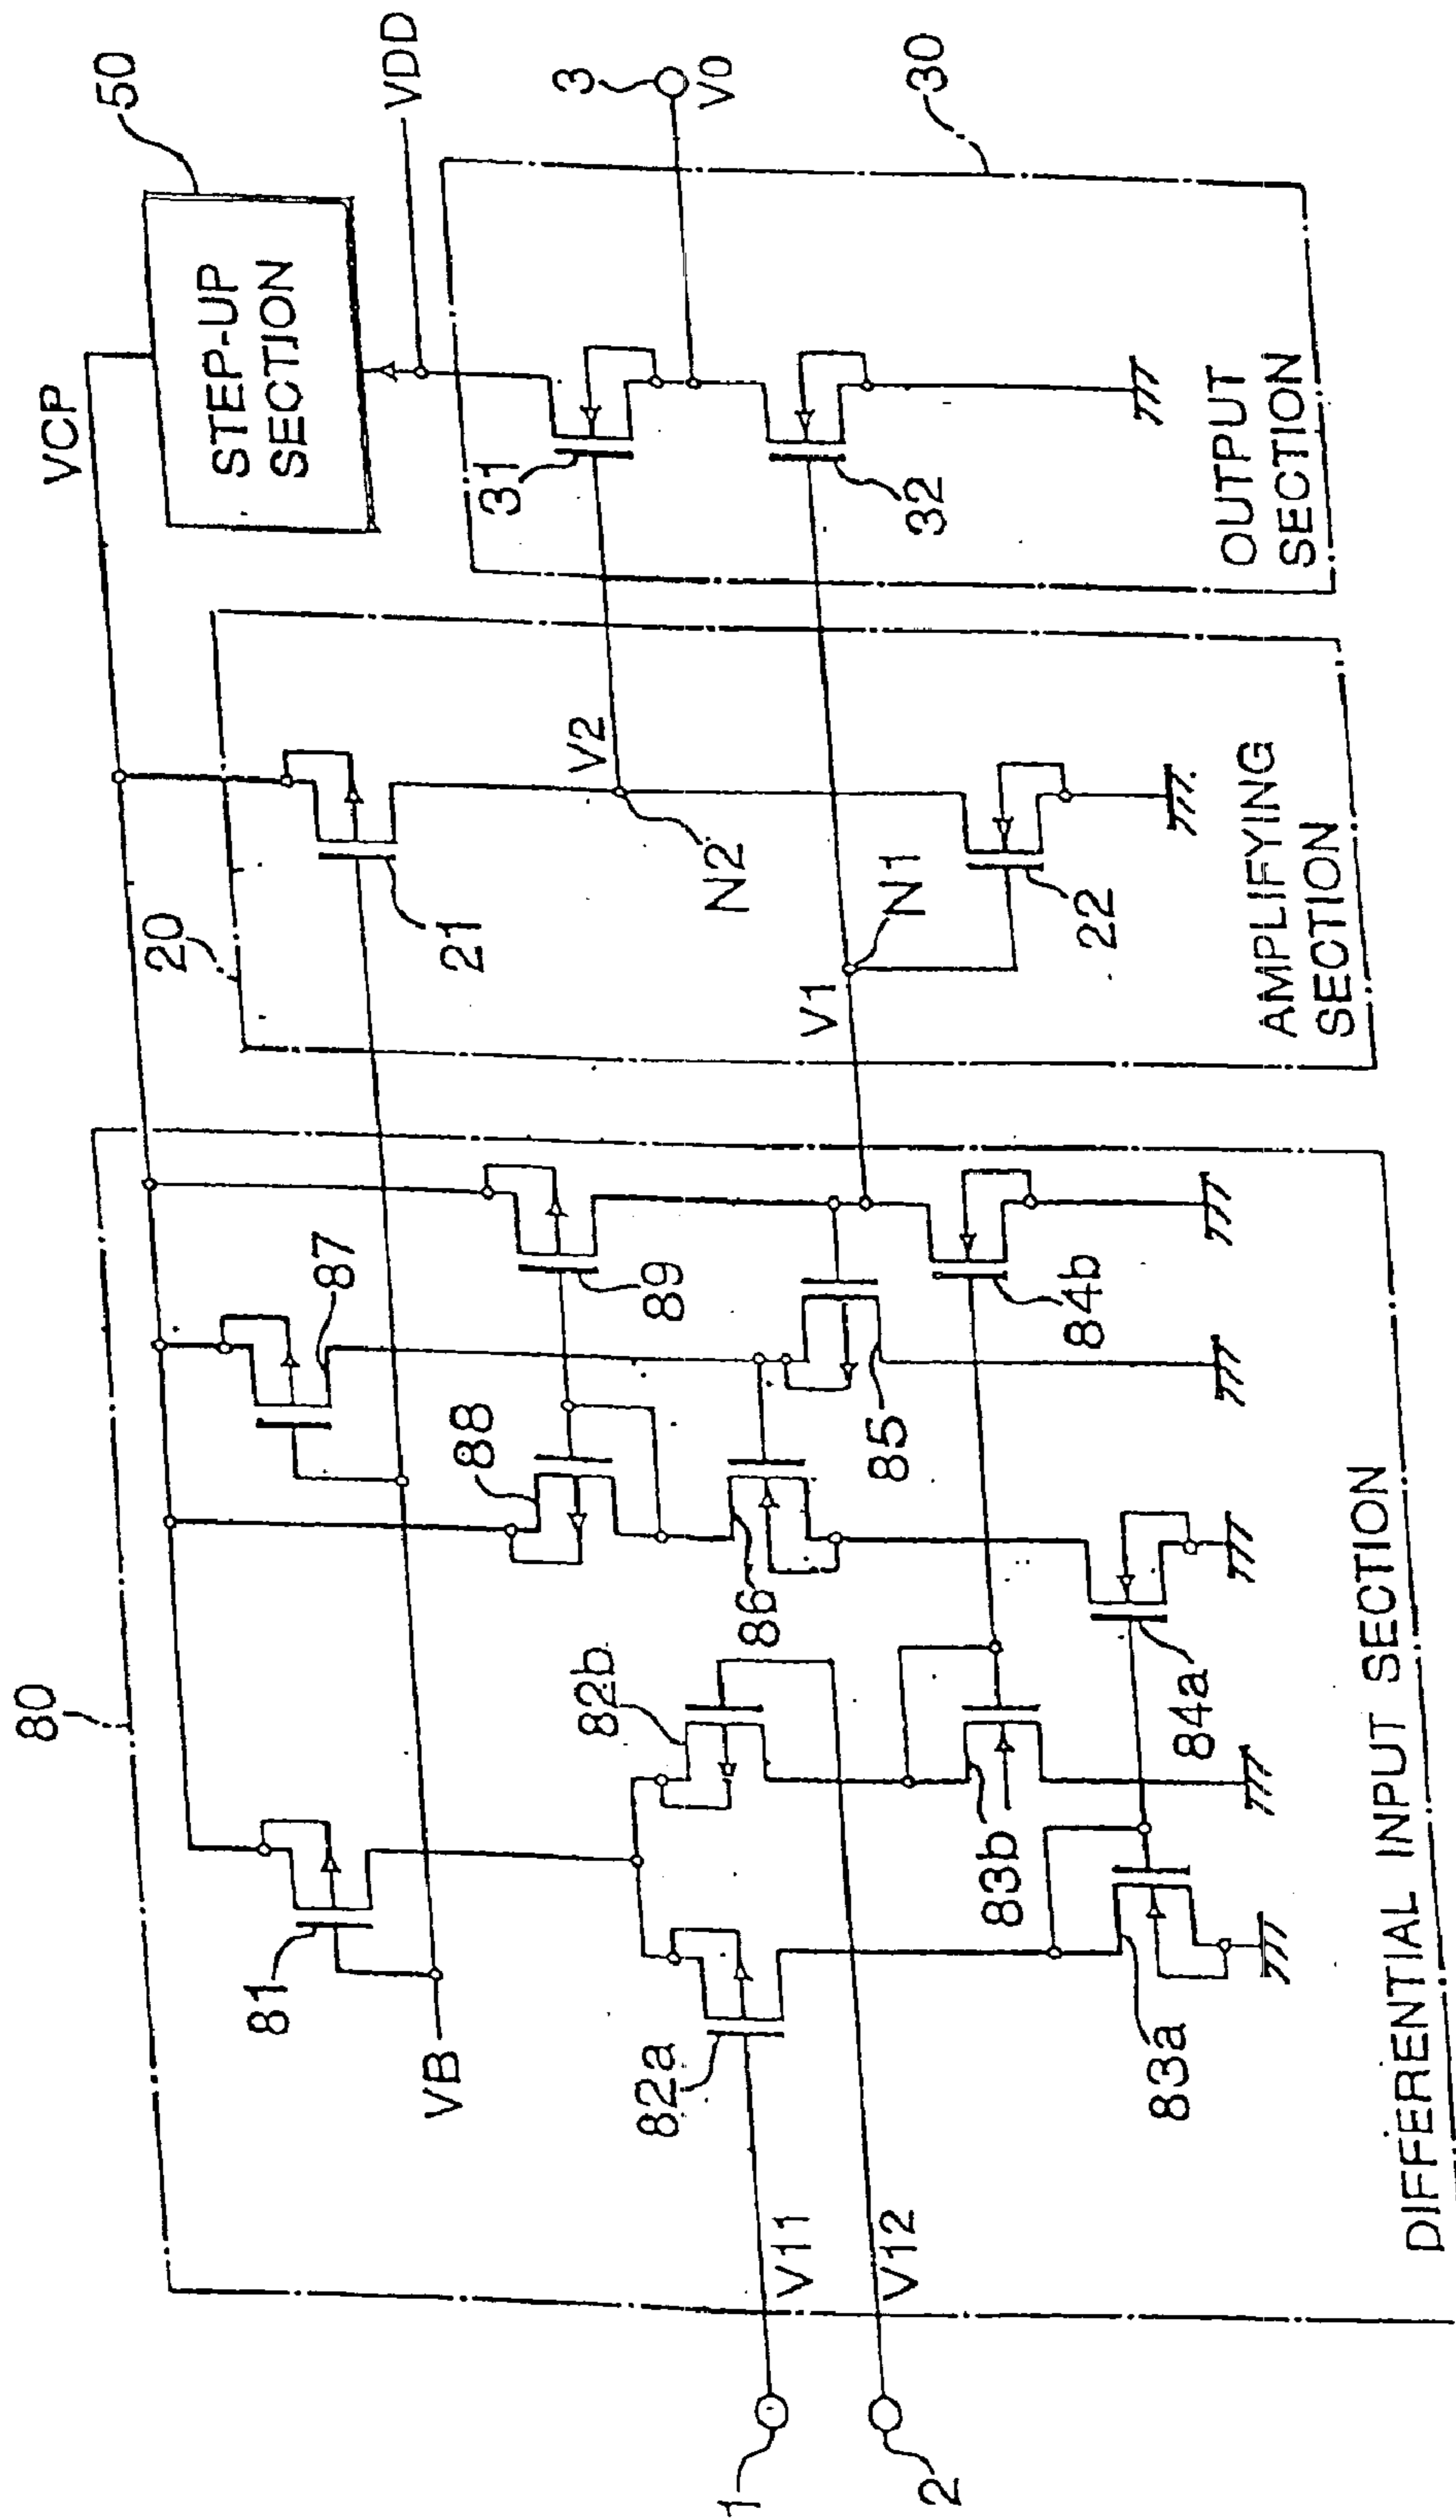 80
VCP
50
STEP-UP
SECTION
VDD
20
81
VB
87
88
89
21
V2
N2
31
3
V0
30
82a
82b
86
85
84b
V1
N1
22
32
1
V11
2
V12
83a
83b
84a
DIFFERENTIAL INPUT SECTION
AMPLIFYING
SECTION
OUTPUT
SECTION